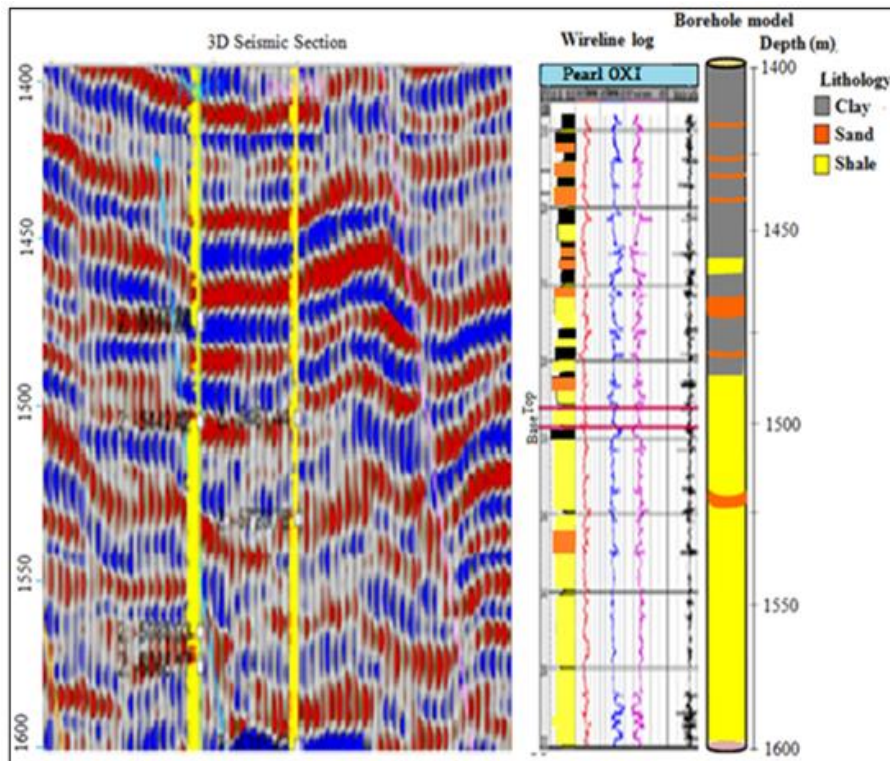 3D Seismic Section
1400
1450
1500
1550
1600
Wireline log
Pearl OX1
Top
Base
Borehole model
Depth (m)
1400
1450
1500
1550
1600
Lithology
Clay
Sand
Shale